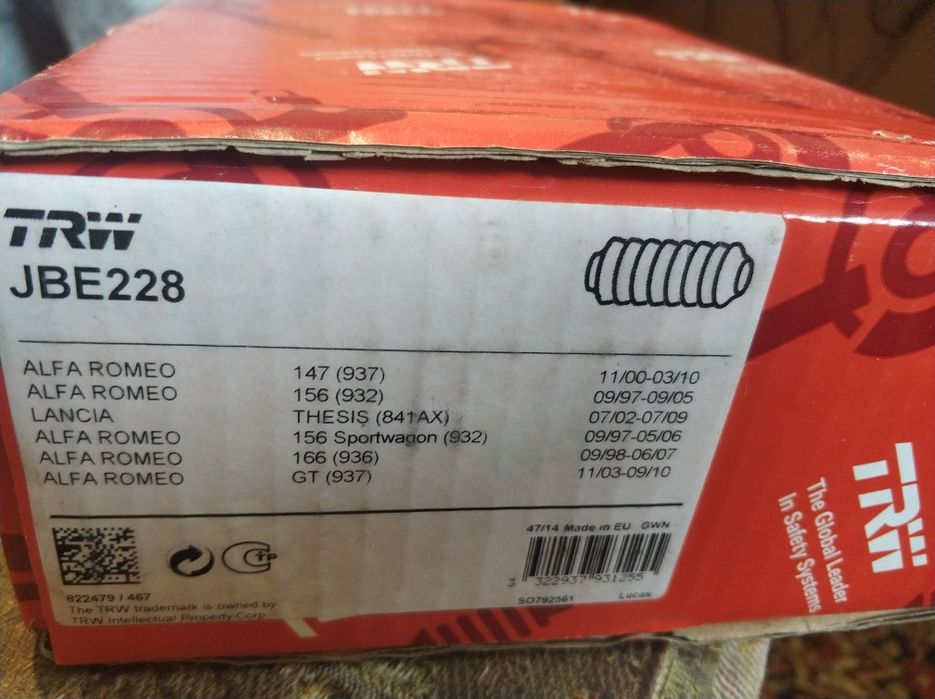 TRW
TRW
JBE228
ALFA ROMEO 147 (937) 11/00-03/10
ALFA ROMEO 156 (932) 09/97-09/05
LANCIA THESIS (841AX) 07/02-07/09
ALFA ROMEO 156 Sportwagon (932) 09/97-05/06
ALFA ROMEO 166 (936) 09/98-06/07
ALFA ROMEO GT (937) 11/03-09/10
47/14 Made in EU GWN
TP
3 322937 931255
822479 / 467
SO792561 Lucas
The TRW trademark is owned by
TRW Intellectual Property Corp
TRW
The Global Leader
In Safety Systems